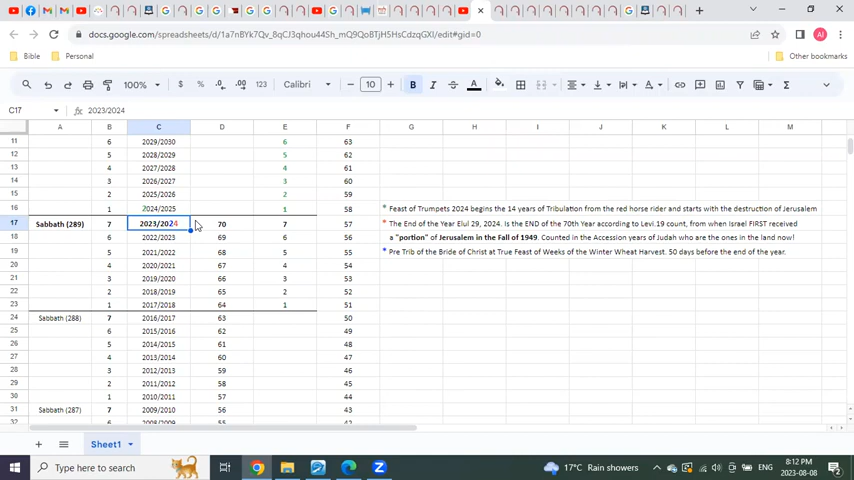 docs.google.com/spreadsheets/d/1a7nBYk7Qv_8qCJ3qhou44Sh_mQ9QoBTjH5HsCdzqGXI/edit#gid=0
AI
Bible Personal Other bookmarks
100% $ % .0 .00 123 Calibri 10 B I S A
C17 2023/2024
A B C D E F G H I J K L M
11 6 2029/2030 6 63
12 5 2028/2029 5 62
13 4 2027/2028 4 61
14 3 2026/2027 3 60
15 2 2025/2026 2 59
16 1 2024/2025 1 58 * Feast of Trumpets 2024 begins the 14 years of Tribulation from the red horse rider and starts with the destruction of Jerusalem
17 Sabbath (289) 7 2023/2024 70 7 57 * The End of the Year Elul 29, 2024. Is the END of the 70th Year according to Levi.19 count, from when Israel FIRST received
18 6 2022/2023 69 6 56 a "portion" of Jerusalem in the Fall of 1949. Counted in the Accession years of Judah who are the ones in the land now!
19 5 2021/2022 68 5 55 * Pre Trib of the Bride of Christ at True Feast of Weeks of the Winter Wheat Harvest. 50 days before the end of the year.
20 4 2020/2021 67 4 54
21 3 2019/2020 66 3 53
22 2 2018/2019 65 2 52
23 1 2017/2018 64 1 51
24 Sabbath (288) 7 2016/2017 63 50
25 6 2015/2016 62 49
26 5 2014/2015 61 48
27 4 2013/2014 60 47
28 3 2012/2013 59 46
29 2 2011/2012 58 45
30 1 2010/2011 57 44
31 Sabbath (287) 7 2009/2010 56 43
32 6 2008/2009 55 42
Sheet1
Type here to search 17°C Rain showers ENG 8:12 PM
2023-08-08 2